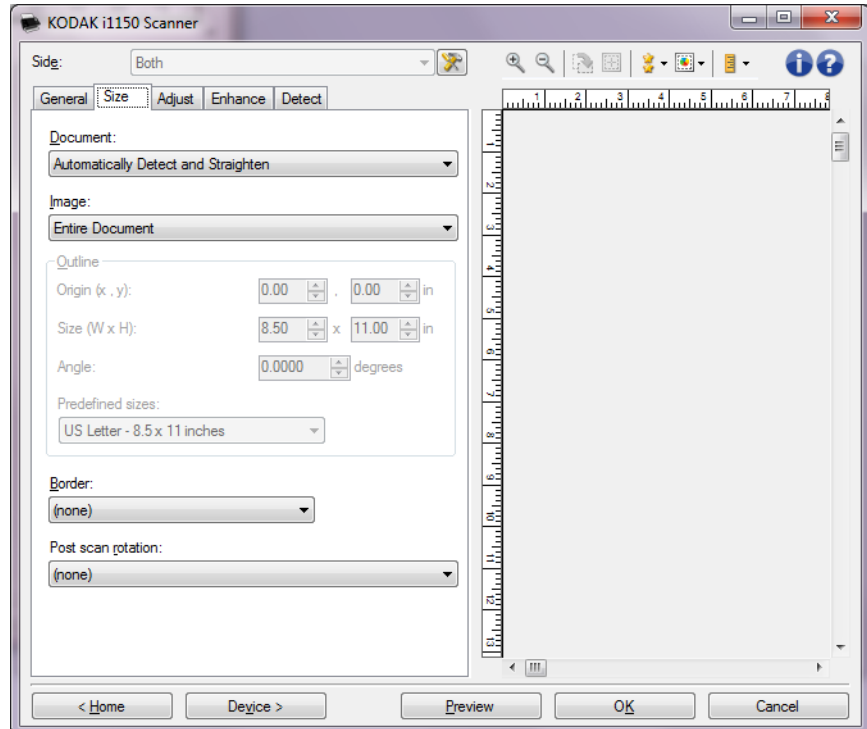 KODAK i1150 Scanner
Side: Both
General Size Adjust Enhance Detect
Document:
Automatically Detect and Straighten
Image:
Entire Document
Outline
Origin (x , y): 0.00 , 0.00 in
Size (W x H): 8.50 x 11.00 in
Angle: 0.0000 degrees
Predefined sizes:
US Letter - 8.5 x 11 inches
Border:
(none)
Post scan rotation:
(none)
1 2 3 4 5 6 7 8
1
2
3
4
5
6
7
8
9
10
11
12
13
< Home Device > Preview OK Cancel